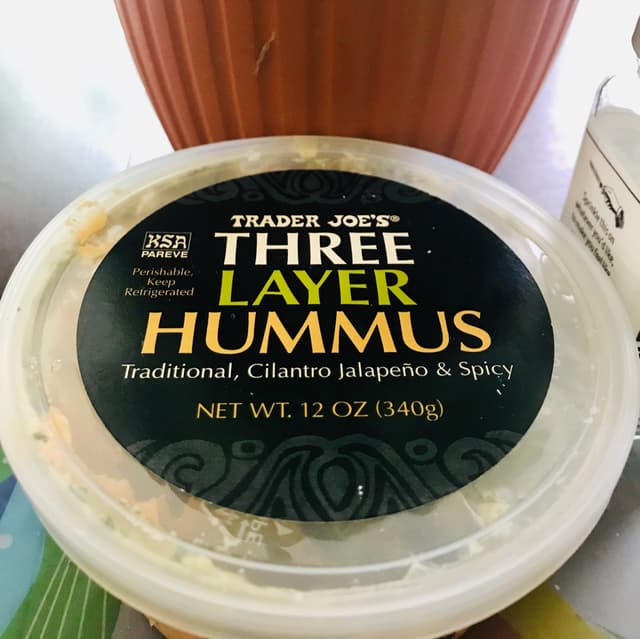 TRADER JOE'S®
KSA
PAREVE
THREE
Perishable,
Keep
Refrigerated
LAYER
HUMMUS
Traditional, Cilantro Jalapeño & Spicy
NET WT. 12 OZ (340g)